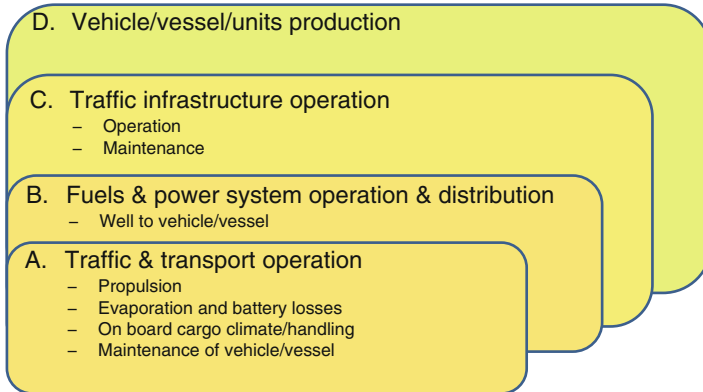 D. Vehicle/vessel/units production
C. Traffic infrastructure operation
– Operation
– Maintenance
B. Fuels & power system operation & distribution
– Well to vehicle/vessel
A. Traffic & transport operation
– Propulsion
– Evaporation and battery losses
– On board cargo climate/handling
– Maintenance of vehicle/vessel